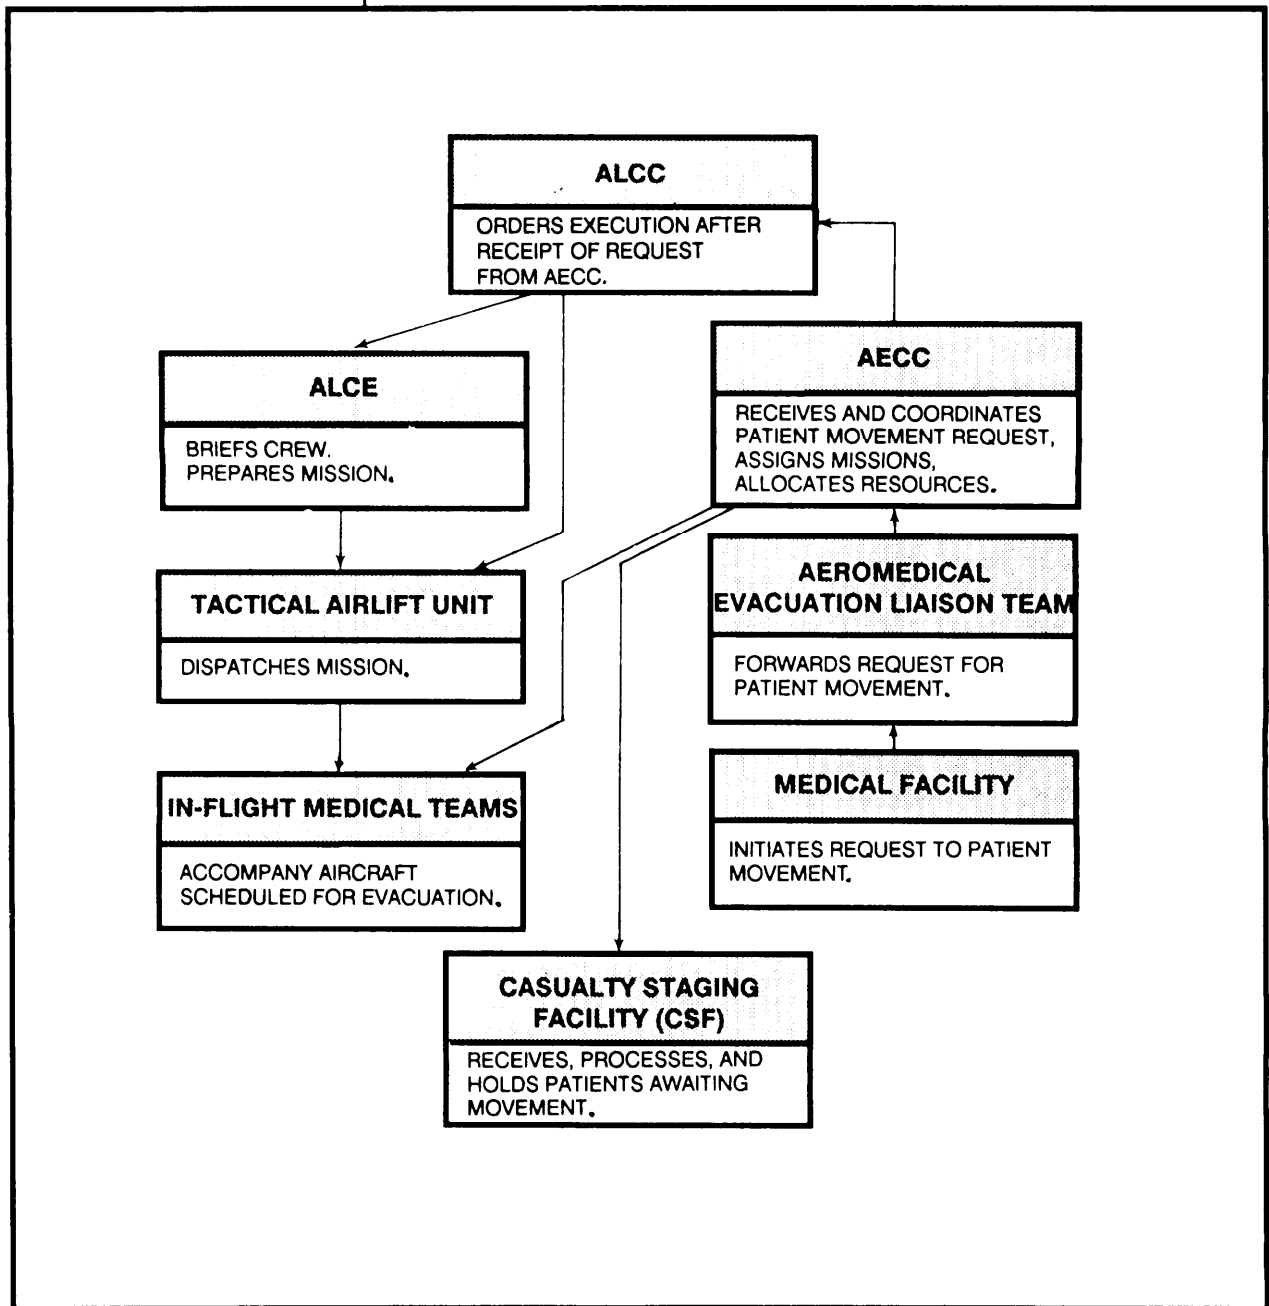 ALCC
ORDERS EXECUTION AFTER
RECEIPT OF REQUEST
FROM AECC.
ALCE
BRIEFS CREW.
PREPARES MISSION.
AECC
RECEIVES AND COORDINATES
PATIENT MOVEMENT REQUEST,
ASSIGNS MISSIONS,
ALLOCATES RESOURCES.
TACTICAL AIRLIFT UNIT
DISPATCHES MISSION.
AEROMEDICAL
EVACUATION LIAISON TEAM
FORWARDS REQUEST FOR
PATIENT MOVEMENT.
IN-FLIGHT MEDICAL TEAMS
ACCOMPANY AIRCRAFT
SCHEDULED FOR EVACUATION.
MEDICAL FACILITY
INITIATES REQUEST TO PATIENT
MOVEMENT.
CASUALTY STAGING
FACILITY (CSF)
RECEIVES, PROCESSES, AND
HOLDS PATIENTS AWAITING
MOVEMENT.